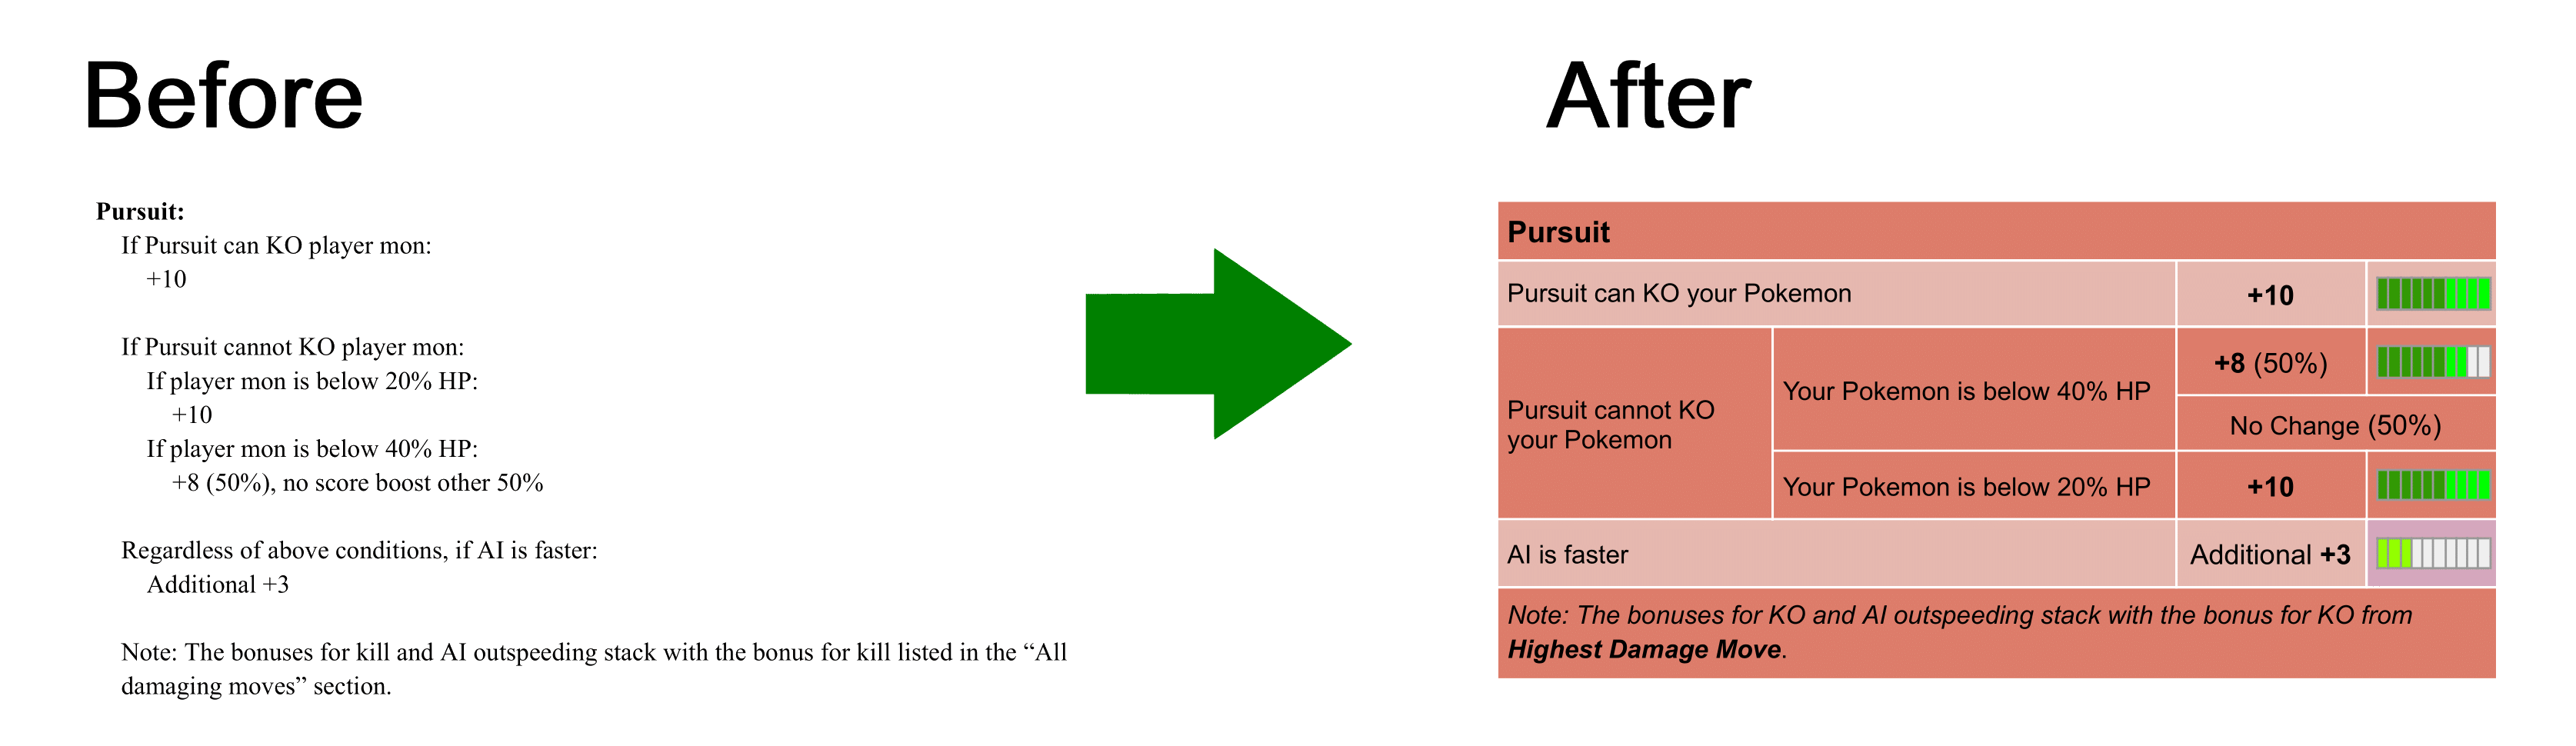 Before
Pursuit:
If Pursuit can KO player mon:
+10
If Pursuit cannot KO player mon:
If player mon is below 20% HP:
+10
If player mon is below 40% HP:
+8 (50%), no score boost other 50%
Regardless of above conditions, if AI is faster:
Additional +3
Note: The bonuses for kill and AI outspeeding stack with the bonus for kill listed in the “All
damaging moves” section.
After
Pursuit
Pursuit can KO your Pokemon
+10
Pursuit cannot KO
your Pokemon
Your Pokemon is below 40% HP
+8 (50%)
No Change (50%)
Your Pokemon is below 20% HP
+10
AI is faster
Additional +3
Note: The bonuses for KO and AI outspeeding stack with the bonus for KO from
Highest Damage Move.